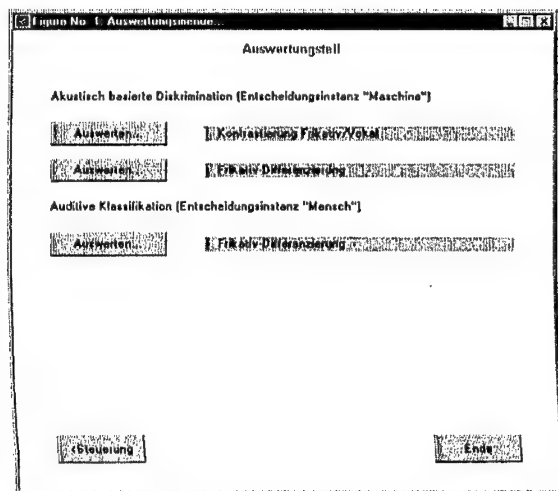 Figure No. 1: Auswertungsmenue...
Auswertungsteil
Akustisch basierte Diskrimination (Entscheidungsinstanz "Maschine")
Auswerten... Kontrastierung Frikativ/Vokal
Auswerten... Frikativ-Differenzierung
Auditive Klassifikation (Entscheidungsinstanz "Mensch")
Auswerten... Frikativ-Differenzierung
<Steuerung Ende